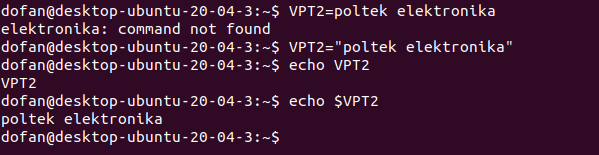 dofan@desktop-ubuntu-20-04-3:~$ VPT2=poltek elektronika
elektronika: command not found
dofan@desktop-ubuntu-20-04-3:~$ VPT2="poltek elektronika"
dofan@desktop-ubuntu-20-04-3:~$ echo VPT2
VPT2
dofan@desktop-ubuntu-20-04-3:~$ echo $VPT2
poltek elektronika
dofan@desktop-ubuntu-20-04-3:~$